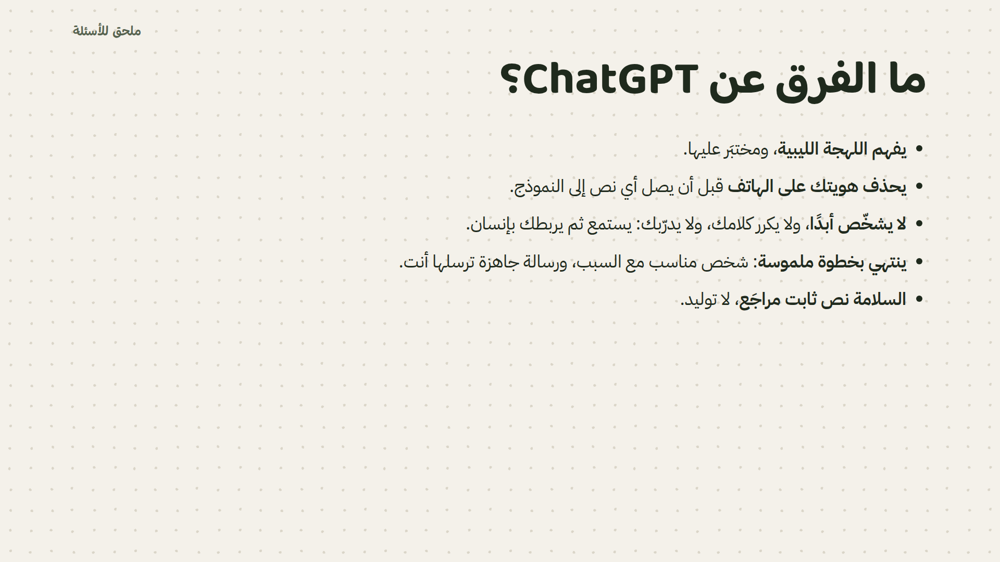 ملحق للأسئلة
ما الفرق عن ChatGPT؟
• يفهم اللهجة الليبية، ومختبَر عليها.
• يحذف هويتك على الهاتف قبل أن يصل أي نص إلى النموذج.
• لا يشخّص أبدًا، ولا يكرر كلامك، ولا يدرّبك: يستمع ثم يربطك بإنسان.
• ينتهي بخطوة ملموسة: شخص مناسب مع السبب، ورسالة جاهزة ترسلها أنت.
• السلامة نص ثابت مراجَع، لا توليد.